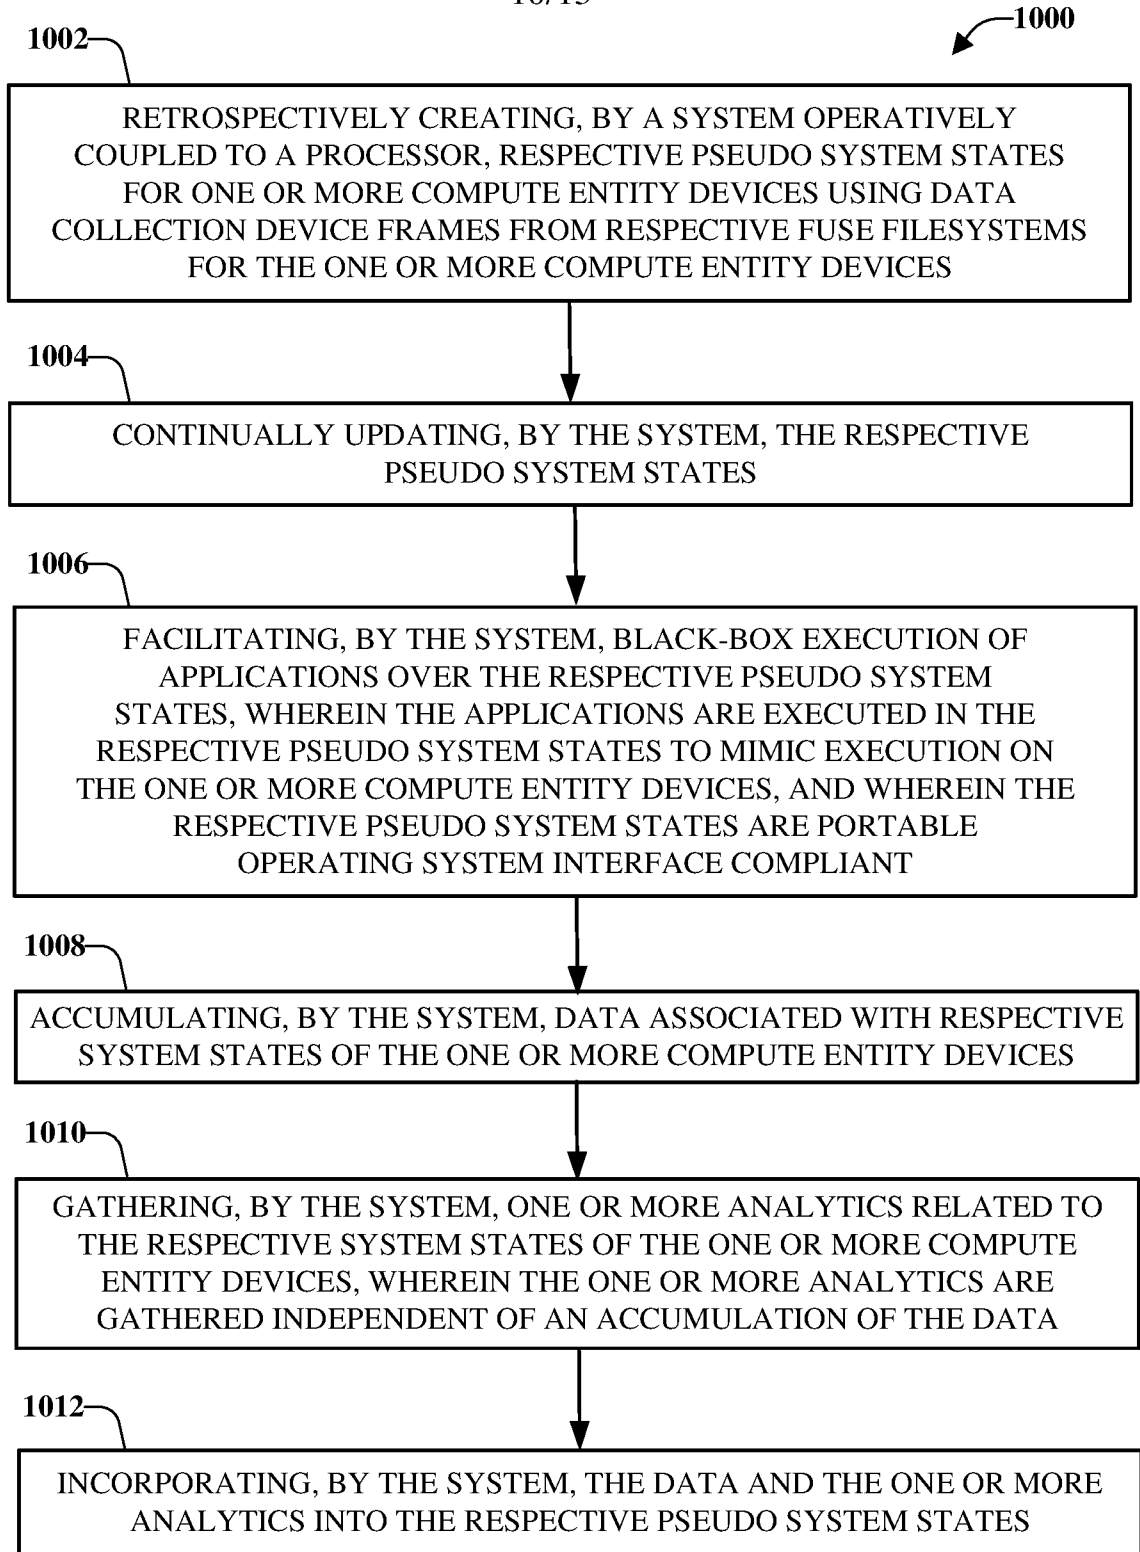 1000
1002
RETROSPECTIVELY CREATING, BY A SYSTEM OPERATIVELY
COUPLED TO A PROCESSOR, RESPECTIVE PSEUDO SYSTEM STATES
FOR ONE OR MORE COMPUTE ENTITY DEVICES USING DATA
COLLECTION DEVICE FRAMES FROM RESPECTIVE FUSE FILESYSTEMS
FOR THE ONE OR MORE COMPUTE ENTITY DEVICES
1004
CONTINUALLY UPDATING, BY THE SYSTEM, THE RESPECTIVE
PSEUDO SYSTEM STATES
1006
FACILITATING, BY THE SYSTEM, BLACK-BOX EXECUTION OF
APPLICATIONS OVER THE RESPECTIVE PSEUDO SYSTEM
STATES, WHEREIN THE APPLICATIONS ARE EXECUTED IN THE
RESPECTIVE PSEUDO SYSTEM STATES TO MIMIC EXECUTION ON
THE ONE OR MORE COMPUTE ENTITY DEVICES, AND WHEREIN THE
RESPECTIVE PSEUDO SYSTEM STATES ARE PORTABLE
OPERATING SYSTEM INTERFACE COMPLIANT
1008
ACCUMULATING, BY THE SYSTEM, DATA ASSOCIATED WITH RESPECTIVE
SYSTEM STATES OF THE ONE OR MORE COMPUTE ENTITY DEVICES
1010
GATHERING, BY THE SYSTEM, ONE OR MORE ANALYTICS RELATED TO
THE RESPECTIVE SYSTEM STATES OF THE ONE OR MORE COMPUTE
ENTITY DEVICES, WHEREIN THE ONE OR MORE ANALYTICS ARE
GATHERED INDEPENDENT OF AN ACCUMULATION OF THE DATA
1012
INCORPORATING, BY THE SYSTEM, THE DATA AND THE ONE OR MORE
ANALYTICS INTO THE RESPECTIVE PSEUDO SYSTEM STATES